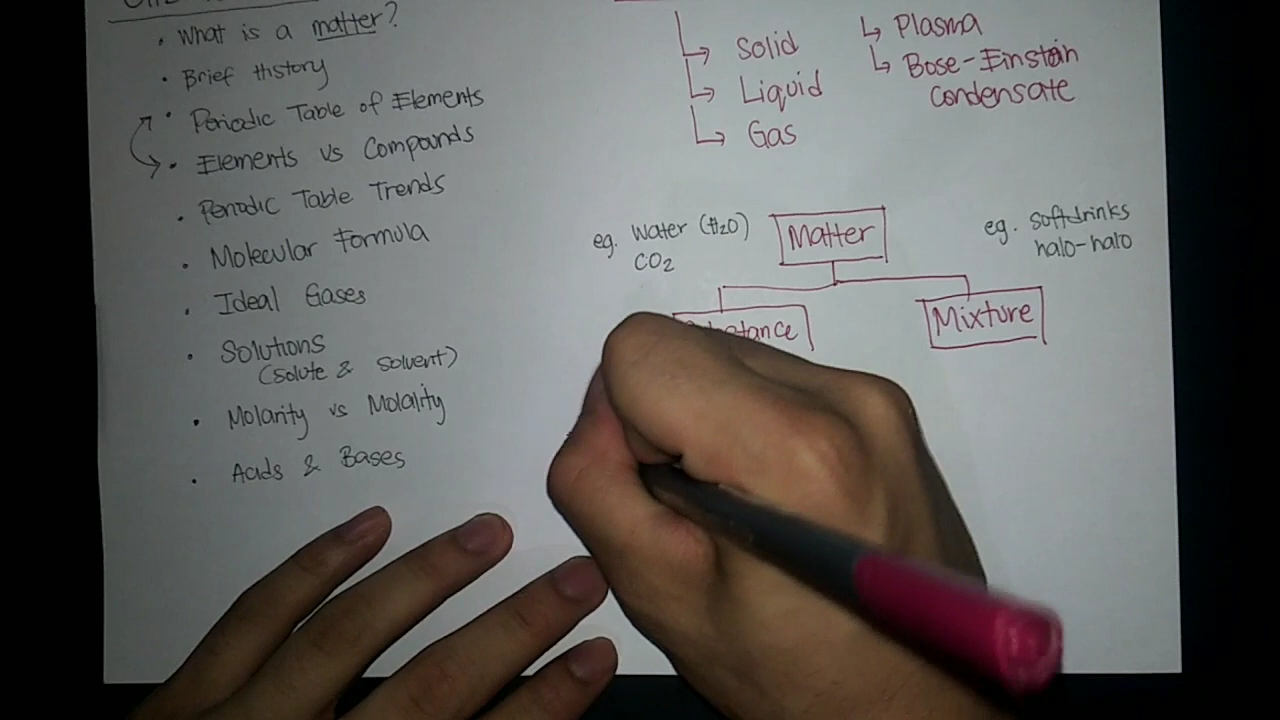 • What is a matter?
• Brief History
• Periodic Table of Elements
• Elements vs Compounds
• Periodic Table Trends
• Molecular Formula
• Ideal Gases
• Solutions
(solute & solvent)
• Molarity vs Molality
• Acids & Bases
Solid
Liquid
Gas
Plasma
Bose-Einstein
Condensate
eg. Water (H2O)
CO2
Matter
eg. softdrinks
halo-halo
Mixture